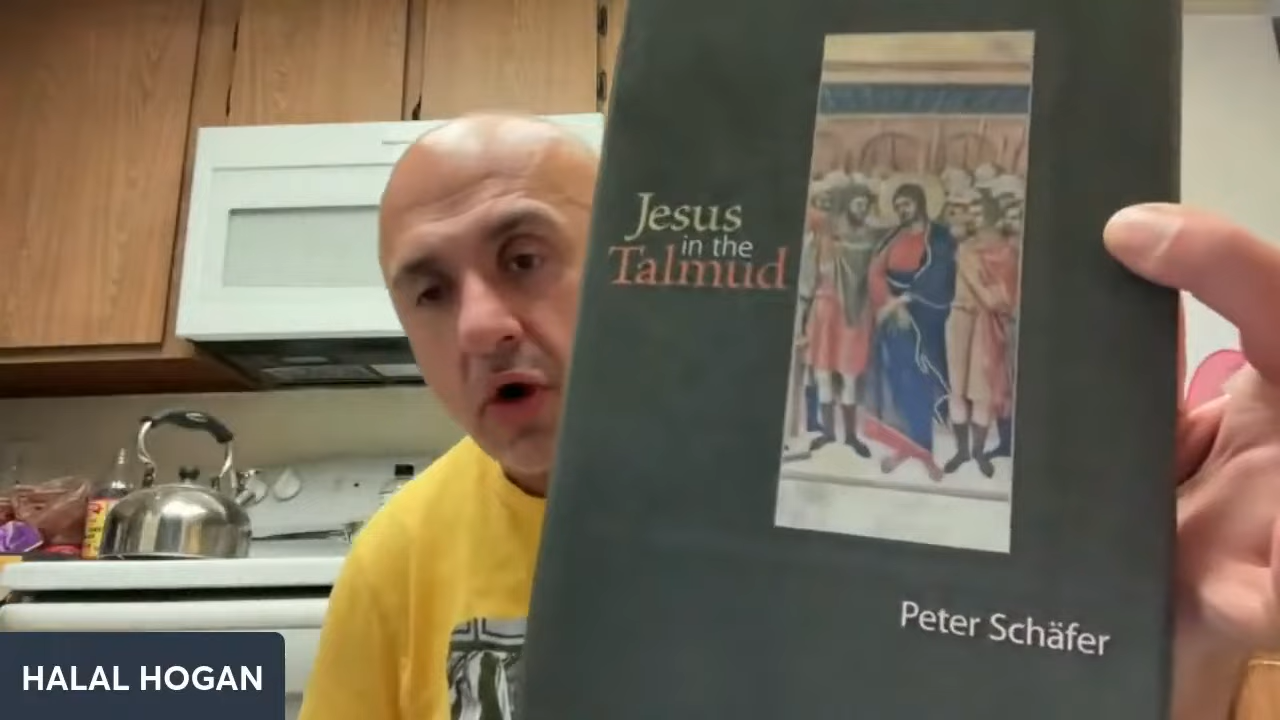 Jesus
in the
Talmud
Peter Schäfer
HALAL HOGAN